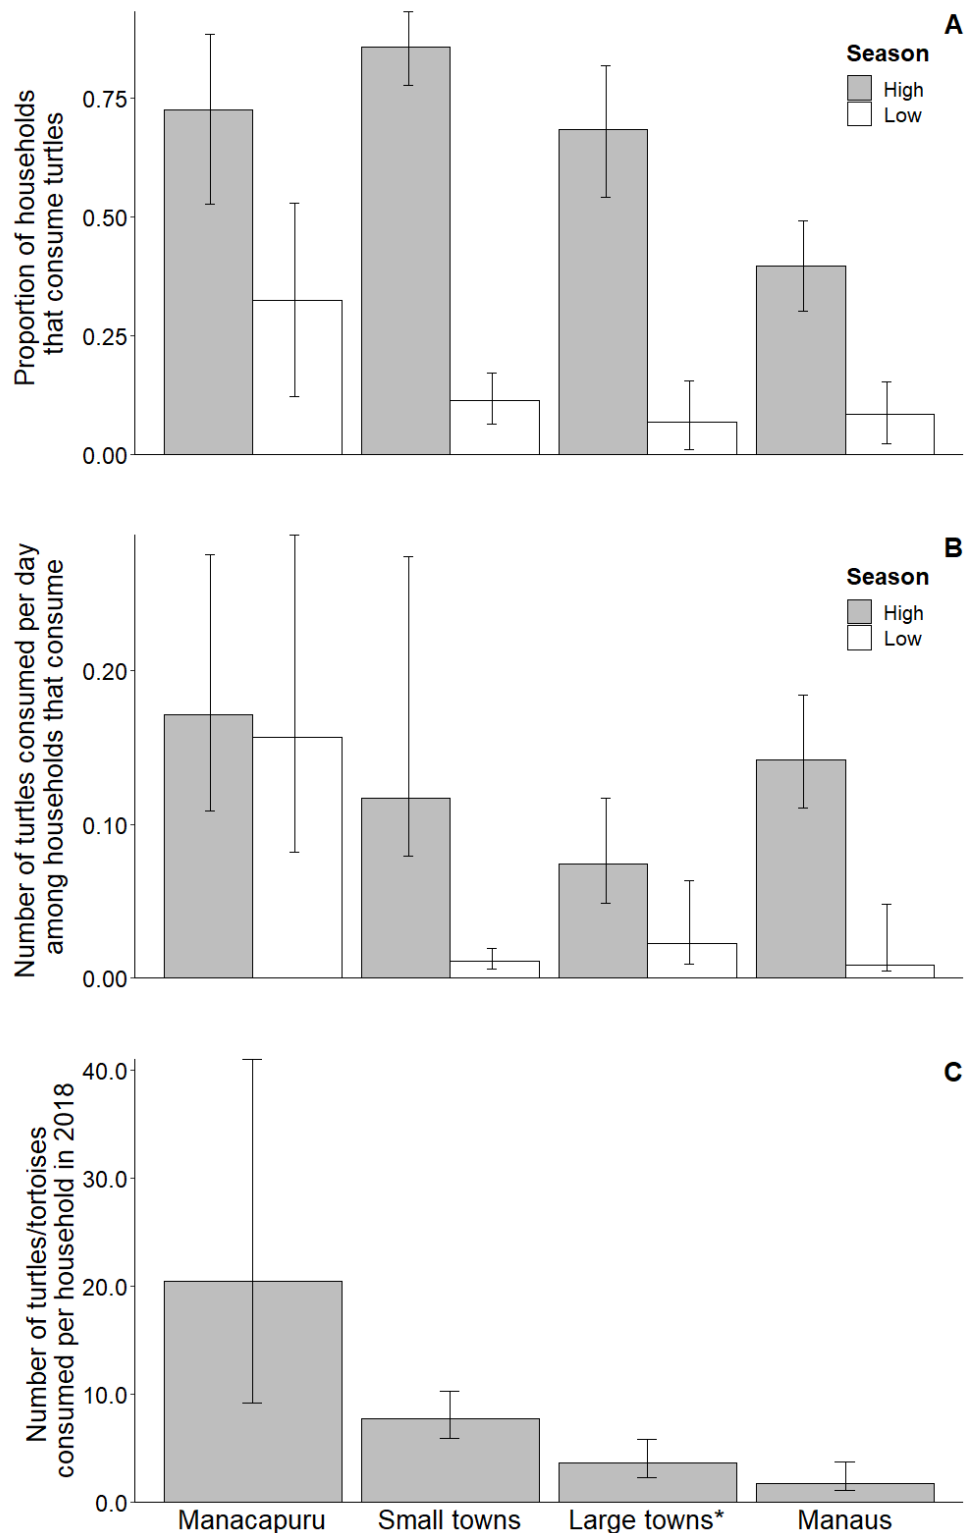 A
Proportion of households
that consume turtles
Season
High
Low
0.75
0.50
0.25
0.00
B
Number of turtles consumed per day
among households that consume
Season
High
Low
0.20
0.10
0.00
C
Number of turtles/tortoises
consumed per household in 2018
40.0
30.0
20.0
10.0
0.0
Manacapuru Small towns Large towns* Manaus